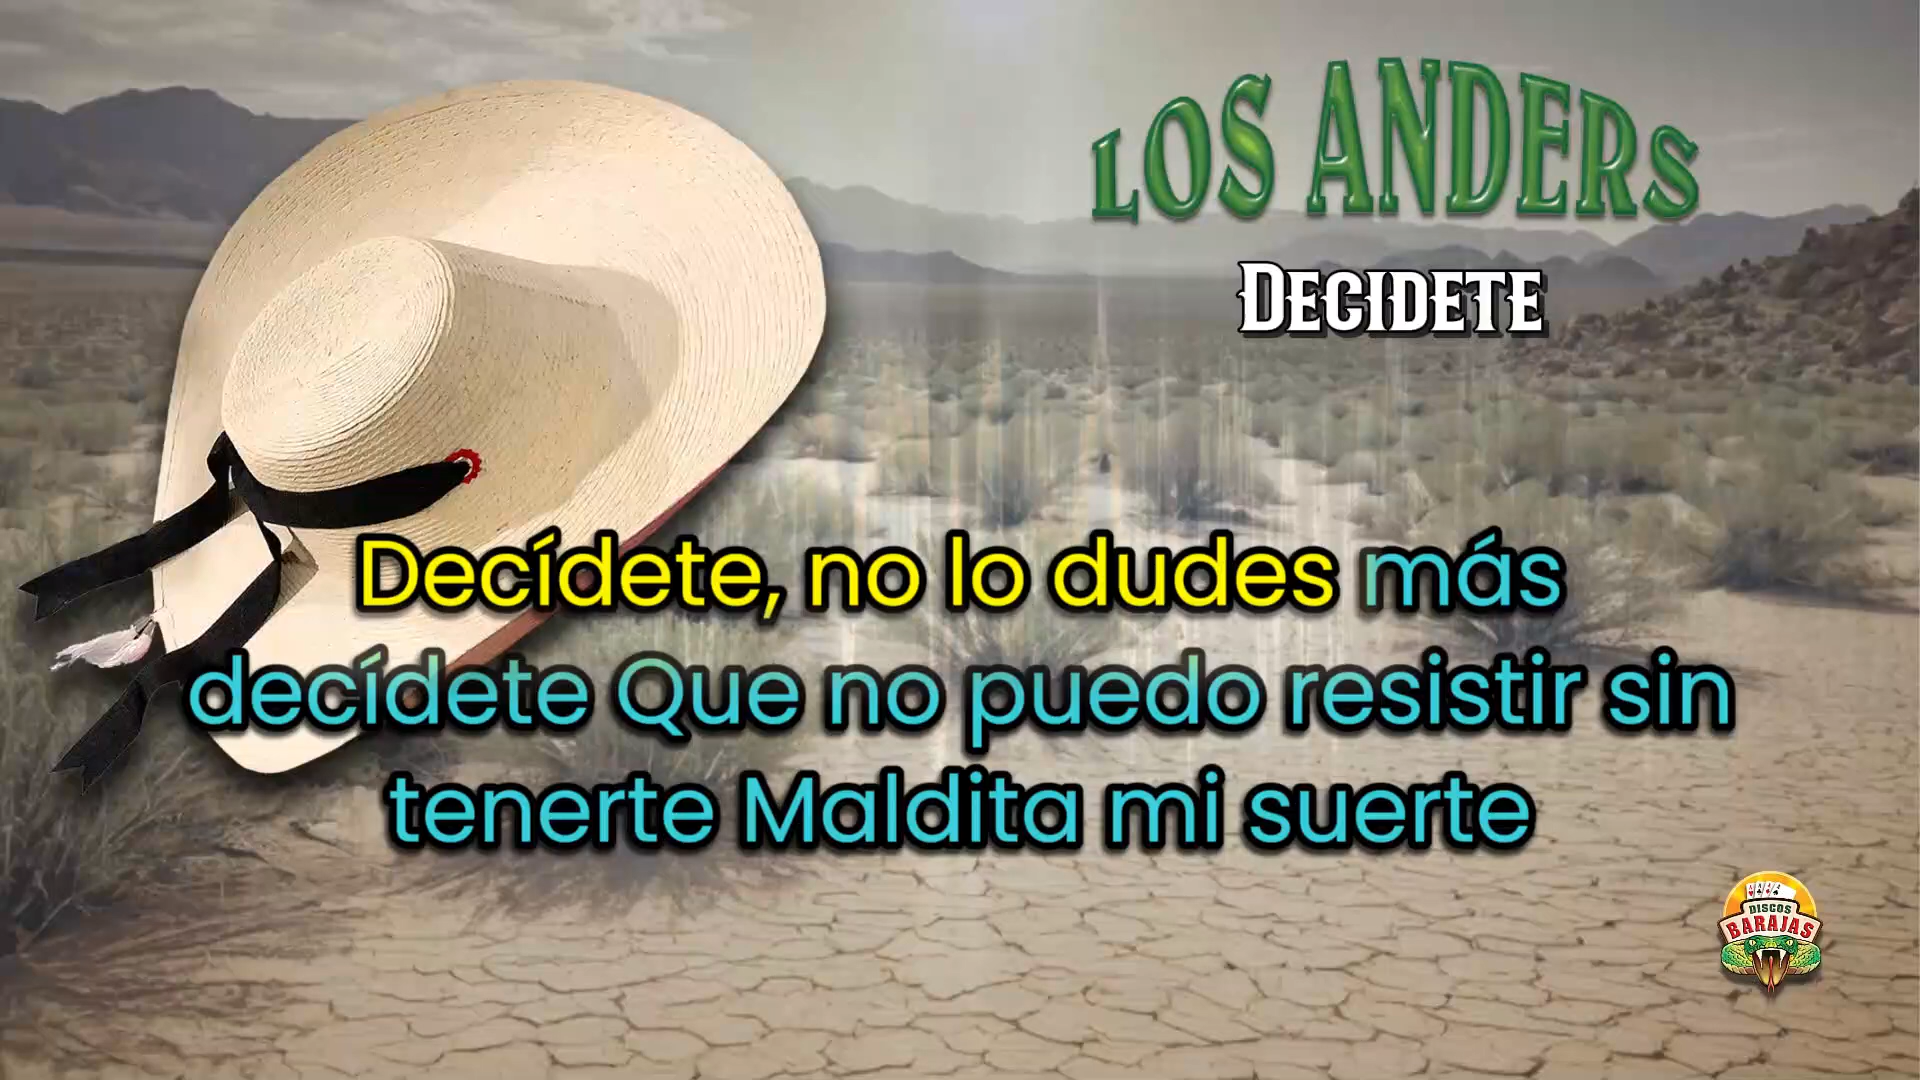 LOS ANDERS
DECIDETE
Decídete, no lo dudes más
decídete Que no puedo resistir sin
tenerte Maldita mi suerte
DISCOS
BARAJAS